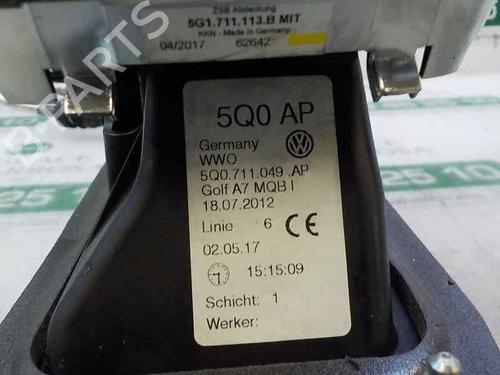 ZSB Abdeckung
5G1.711.113.B MIT
KKN - Made in Germany
04/2017 62642
B-PARTS
5Q0 AP
Germany
WWO
5Q0.711.049 .AP
Golf A7 MQB I
18.07.2012
Linie 6 CE
02.05.17
15:15:09
Schicht: 1
Werker: